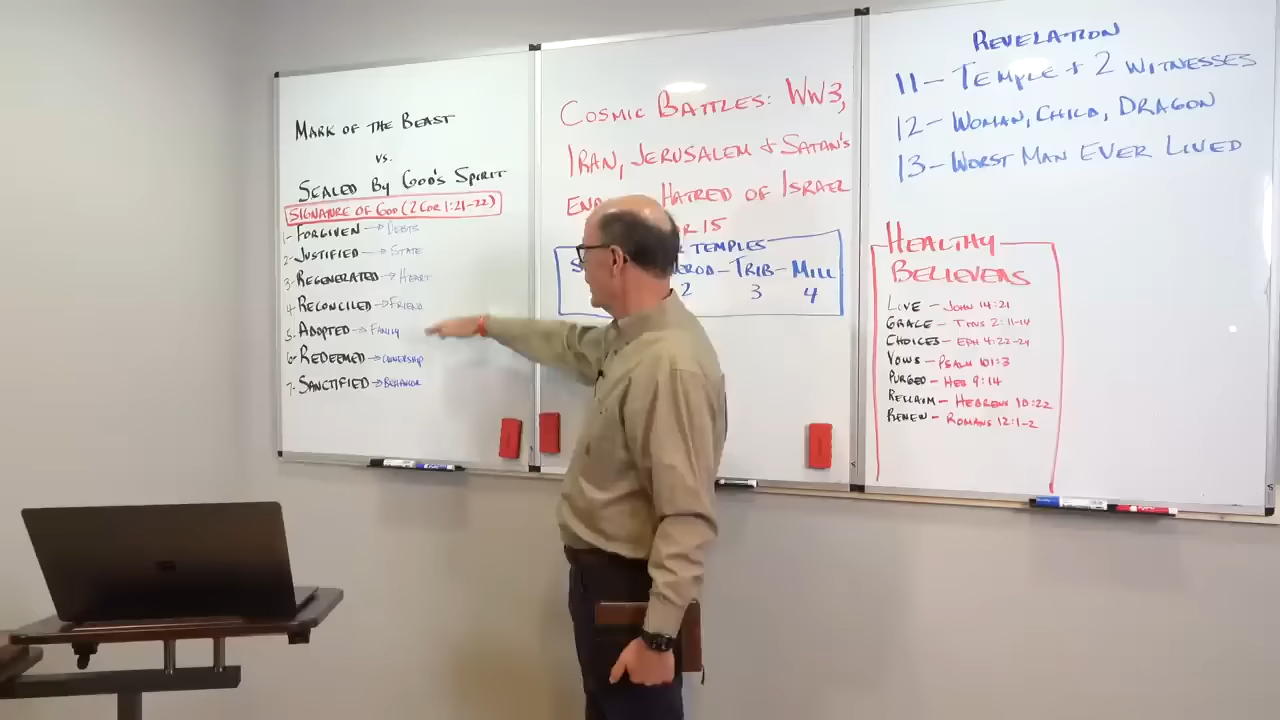 MARK OF THE BEAST
VS.
SEALED BY GOD'S SPIRIT
SIGNATURE OF GOD (2 COR 1:21-22)
1- FORGIVEN → DEBTS
2- JUSTIFIED → STATE
3- REGENERATED → HEART
4- RECONCILED → FRIEND
5- ADOPTED → FAMILY
6- REDEEMED → OWNERSHIP
7- SANCTIFIED → BEHAVIOR
COSMIC BATTLES: WW3,
IRAN, JERUSALEM + SATAN'S
HATRED OF ISRAEL
15
TEMPLES
TRIB - MILL
2 3 4
REVELATION
11 - TEMPLE + 2 WITNESSES
12 - WOMAN, CHILD, DRAGON
13 - WORST MAN EVER LIVED
HEALTHY
BELIEVERS
LIVE - JOHN 14:21
GRACE - TITUS 2:11-14
CHOICES - EPH 4:22-24
VOWS - PSALM 101:3
PURGED - HEB 9:14
RECLAIM - HEBREWS 10:22
RENEW - ROMANS 12:1-2